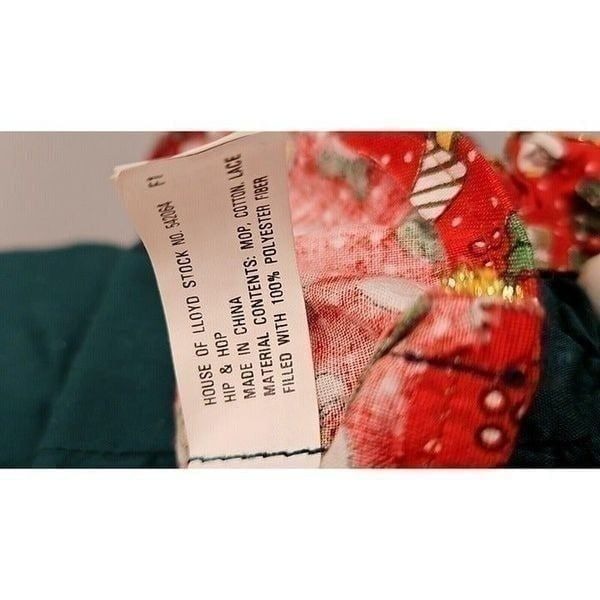 HOUSE OF LLOYD STOCK NO. 542064 F1
HIP & HOP
MADE IN CHINA
MATERIAL CONTENTS: MOP, COTTON, LACE
FILLED WITH 100% POLYESTER FIBER